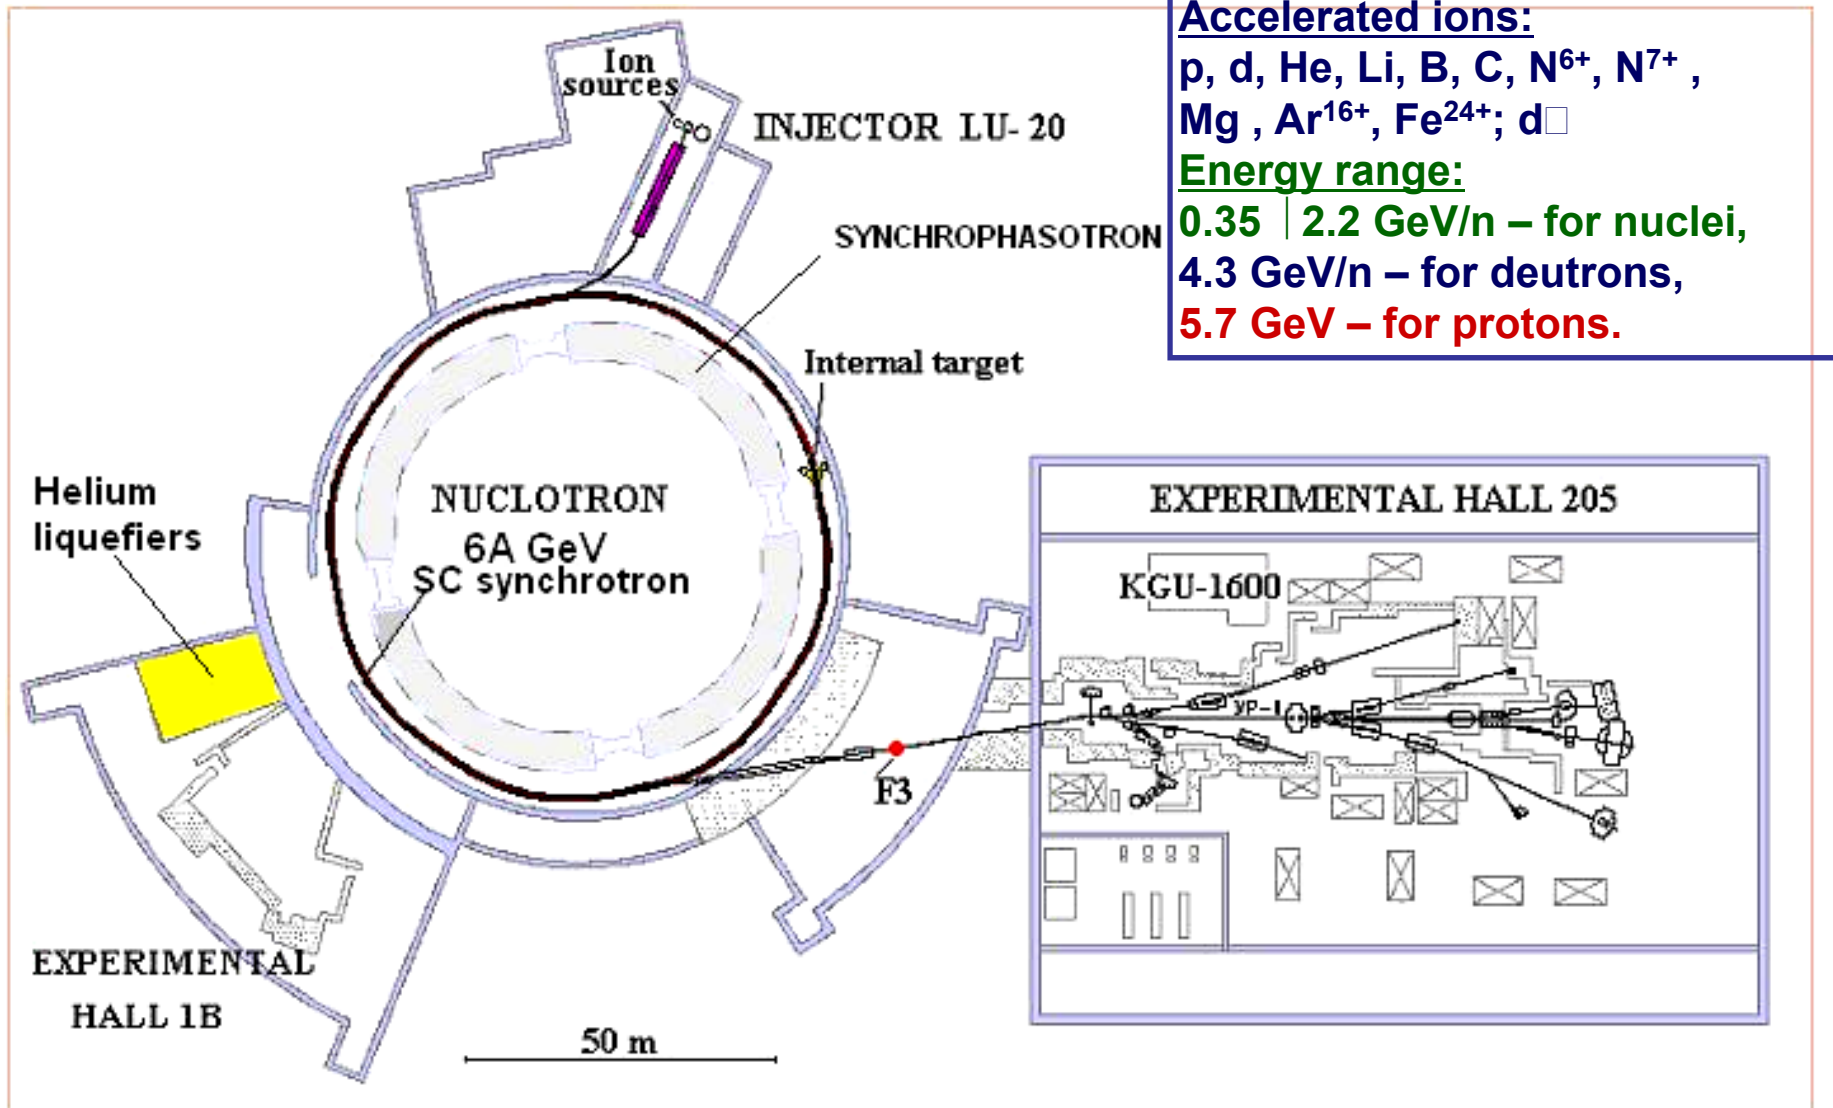 Accelerated ions:
p, d, He, Li, B, C, N⁶⁺, N⁷⁺ ,
Mg , Ar¹⁶⁺, Fe²⁴⁺; d□
Energy range:
0.35 | 2.2 GeV/n – for nuclei,
4.3 GeV/n – for deutrons,
5.7 GeV – for protons.
Ion
sources
INJECTOR LU- 20
SYNCHROPHASOTRON
Internal target
Helium
liquefiers
NUCLOTRON
6A GeV
SC synchrotron
EXPERIMENTAL HALL 205
KGU-1600
F3
EXPERIMENTAL
HALL 1B
50 m